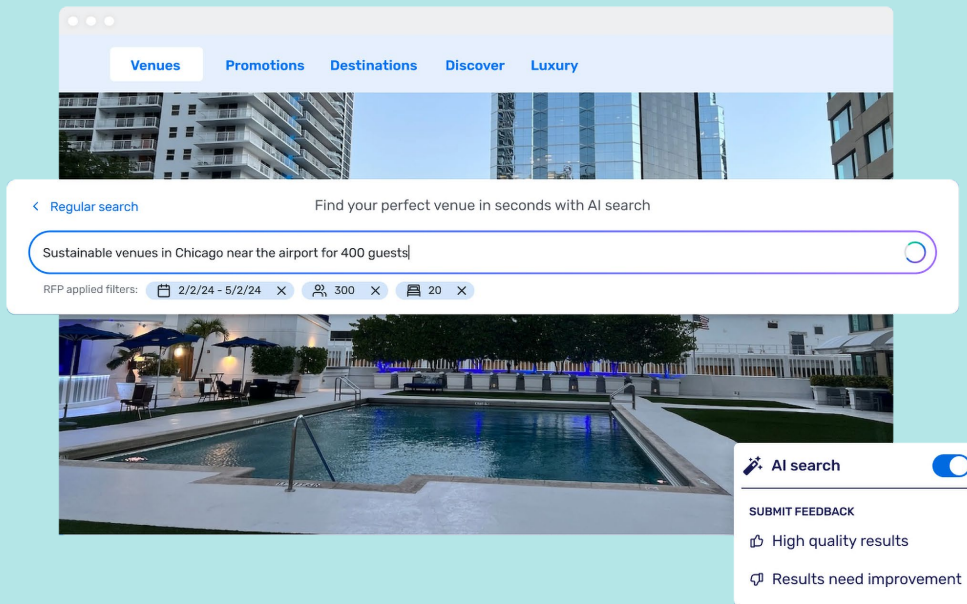 Venues Promotions Destinations Discover Luxury
Regular search
Find your perfect venue in seconds with AI search
Sustainable venues in Chicago near the airport for 400 guests
RFP applied filters: 2/2/24 - 5/2/24 300 20
AI search
SUBMIT FEEDBACK
High quality results
Results need improvement